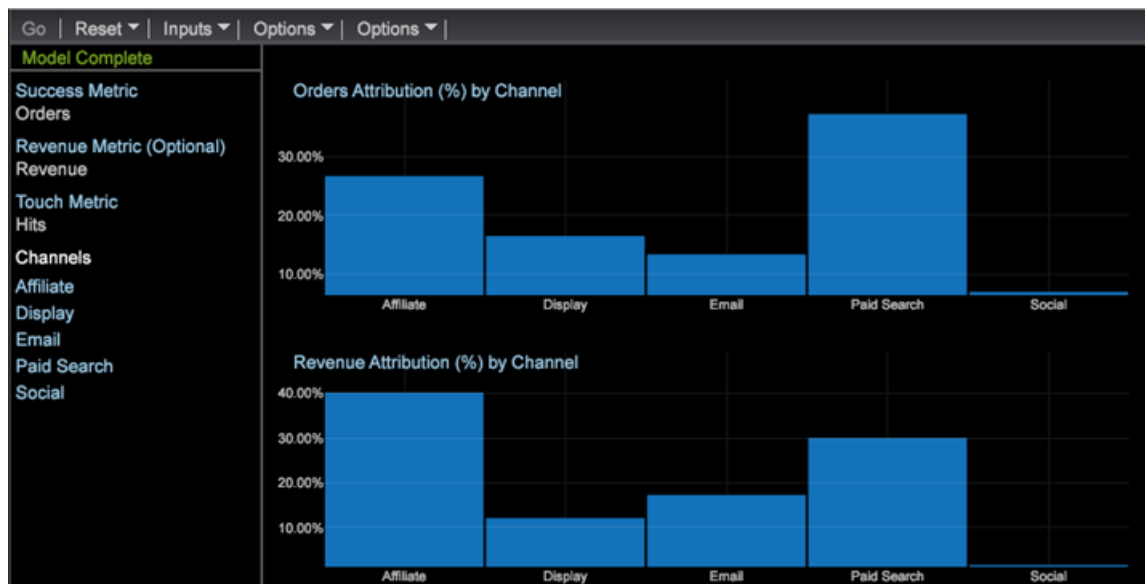 Go | Reset | Inputs | Options | Options |
Model Complete
Success Metric
Orders
Revenue Metric (Optional)
Revenue
Touch Metric
Hits
Channels
Affiliate
Display
Email
Paid Search
Social
Orders Attribution (%) by Channel
30.00%
20.00%
10.00%
Affiliate Display Email Paid Search Social
Revenue Attribution (%) by Channel
40.00%
30.00%
20.00%
10.00%
Affiliate Display Email Paid Search Social